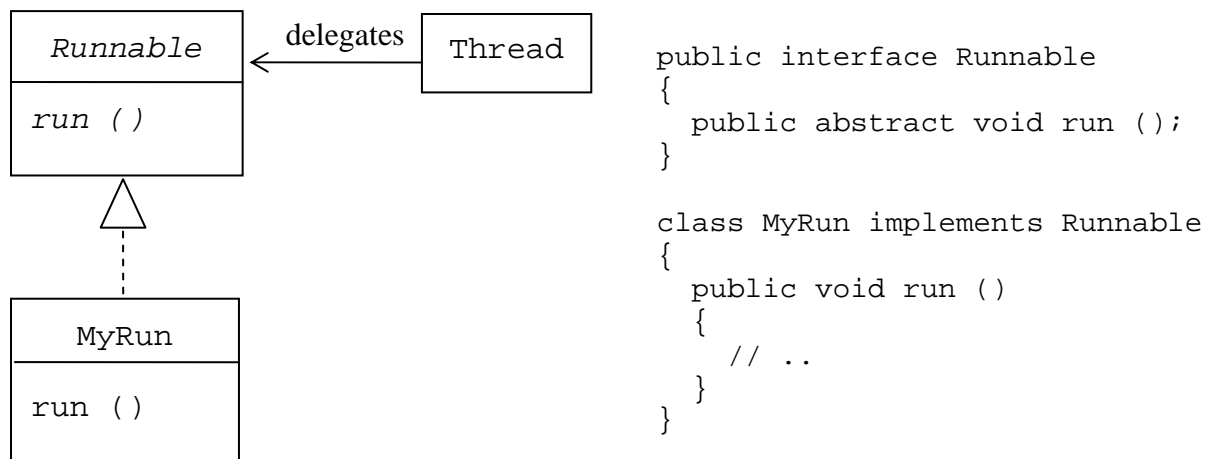 Runnable
run ()
delegates
Thread
MyRun
run ()
public interface Runnable
{
  public abstract void run ();
}
class MyRun implements Runnable
{
  public void run ()
  {
    // ..
  }
}